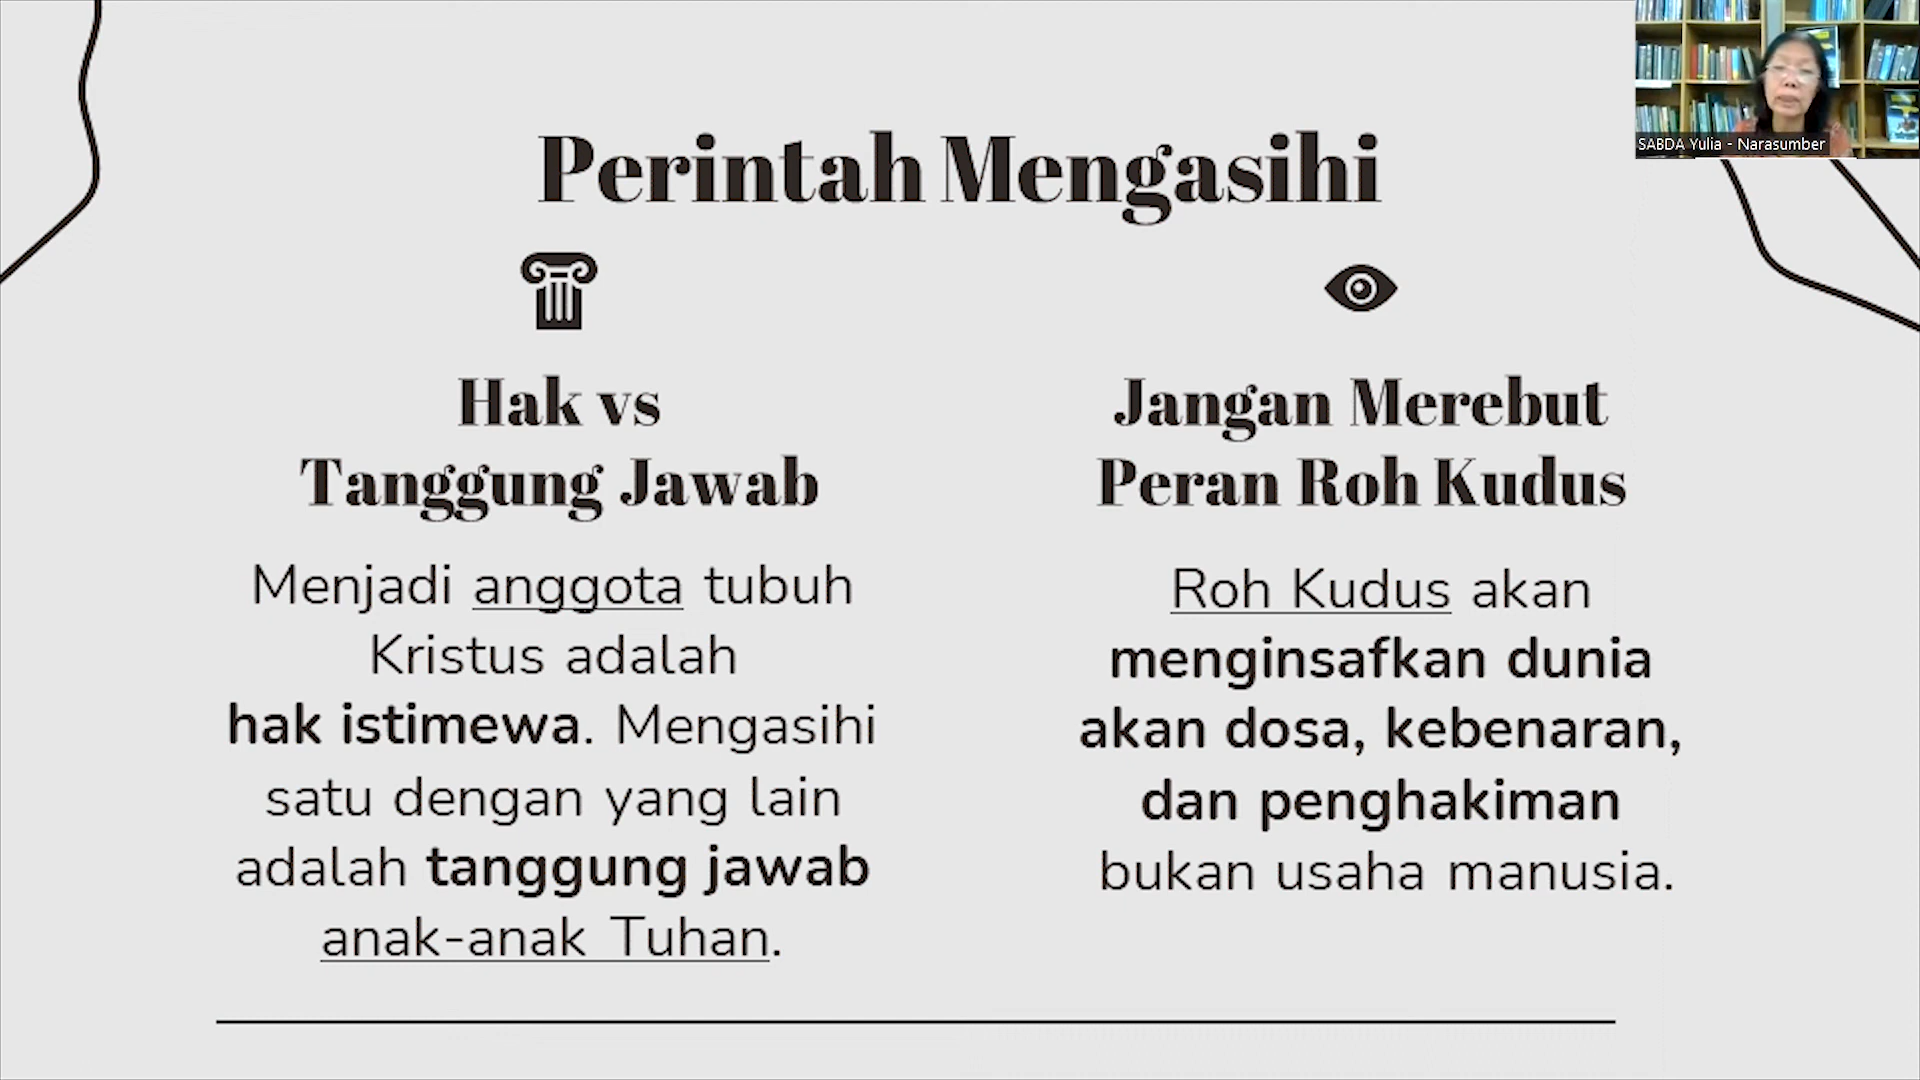 SABDA Yulia - Narasumber
Perintah Mengasihi
Hak vs
Tanggung Jawab
Menjadi anggota tubuh
Kristus adalah
hak istimewa. Mengasihi
satu dengan yang lain
adalah tanggung jawab
anak-anak Tuhan.
Jangan Merebut
Peran Roh Kudus
Roh Kudus akan
menginsafkan dunia
akan dosa, kebenaran,
dan penghakiman
bukan usaha manusia.